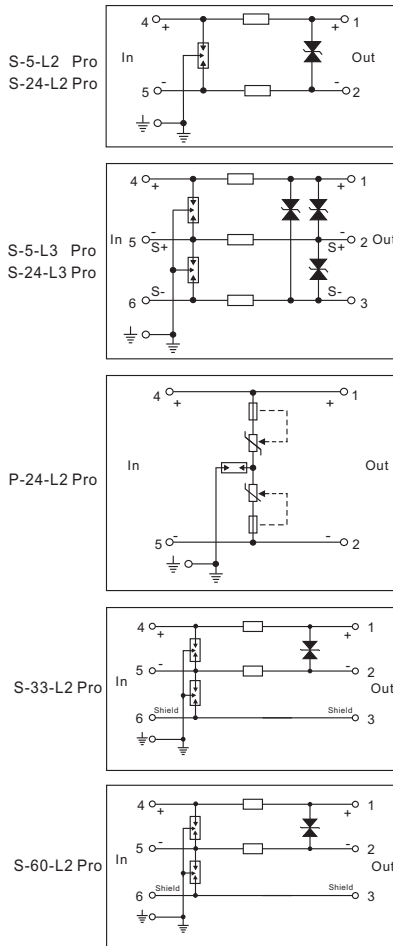 4 + 1 +
S-5-L2 Pro
S-24-L2 Pro
In Out
5 - - 2
4 + 1 +
S-5-L3 Pro
S-24-L3 Pro
In 5 - S+ - 2 Out S+
6 S- S- 3
4 + 1 +
P-24-L2 Pro
In Out
5 - - 2
4 + 1 +
S-33-L2 Pro
In 5 - - 2 Out
6 Shield Shield 3
4 + 1 +
S-60-L2 Pro
In 5 - - 2 Out
6 Shield Shield 3